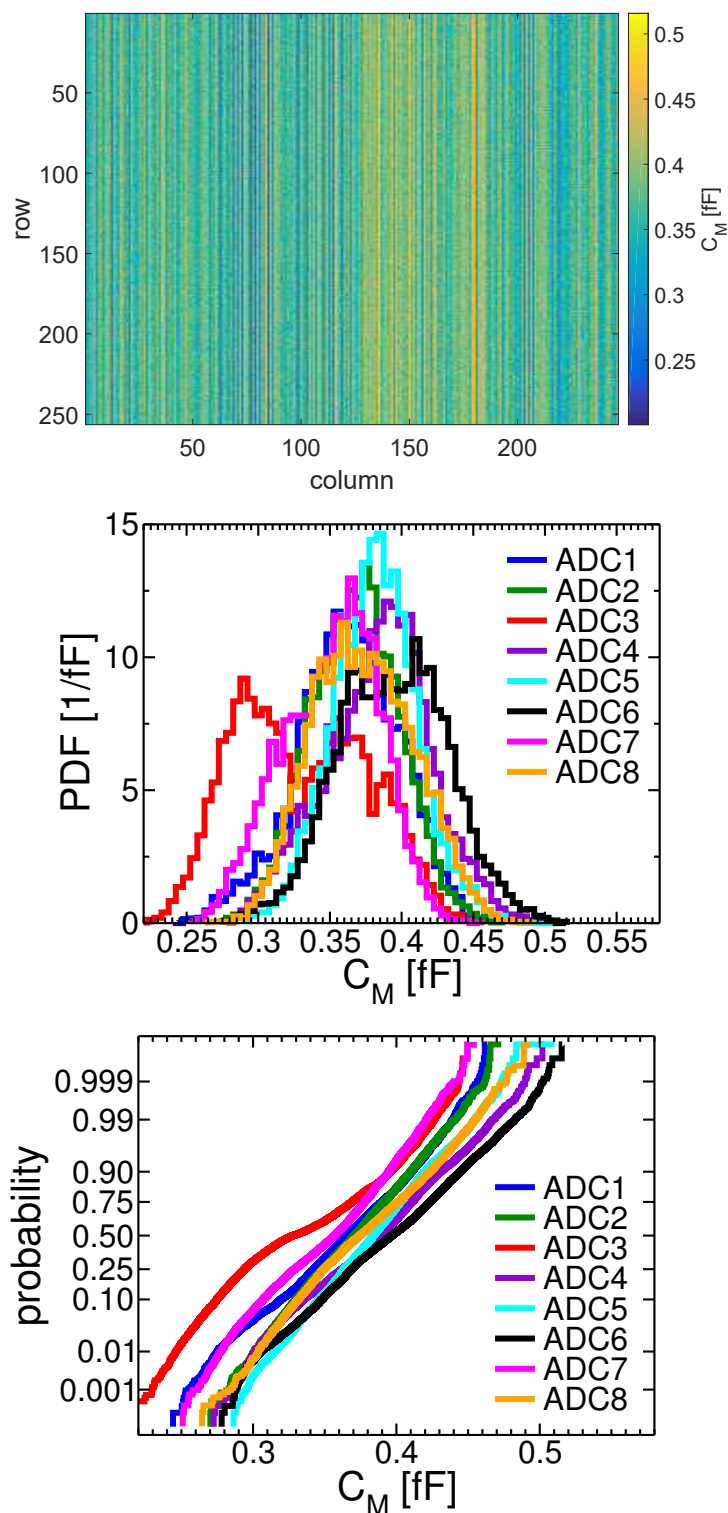 0.5
50
0.45
100
0.4
row
C_M [fF]
150
0.35
200
0.3
0.25
250
50 100 150 200
column
15
ADC1
ADC2
ADC3
10
ADC4
ADC5
PDF [1/fF]
ADC6
ADC7
5
ADC8
0
0.25 0.3 0.35 0.4 0.45 0.5 0.55
C_M [fF]
0.999
0.99
0.90
ADC1
0.75
ADC2
probability
0.50
ADC3
0.25
ADC4
0.10
ADC5
ADC6
0.01
ADC7
0.001
ADC8
0.3 0.4 0.5
C_M [fF]